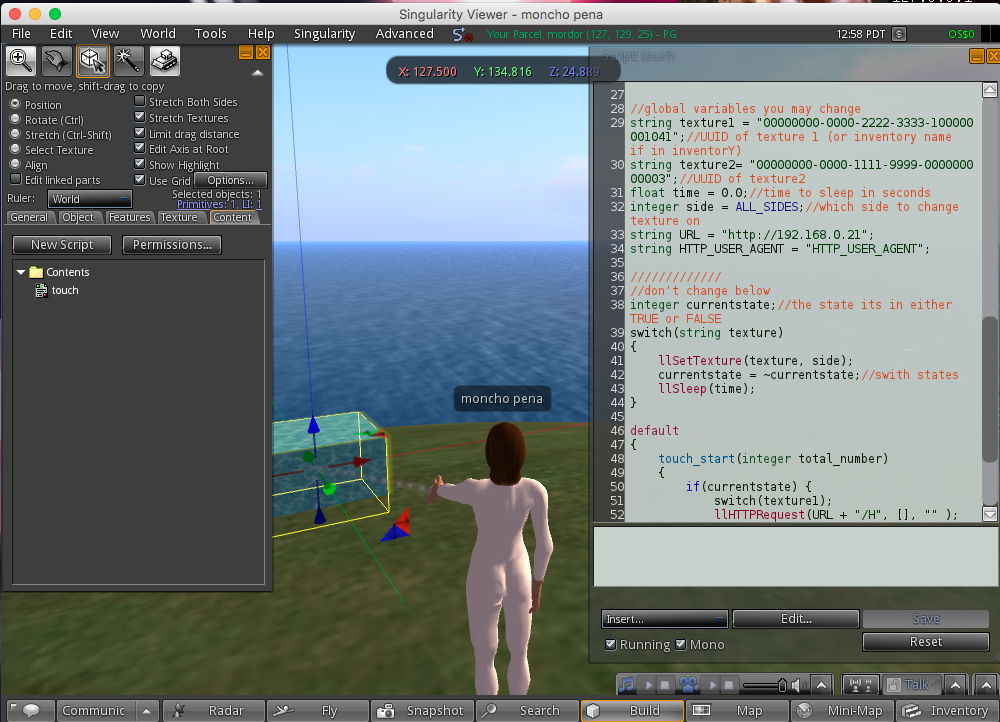 Singularity Viewer - moncho pena
File Edit View World Tools Help Singularity Advanced Your Parcel, mordor (127, 129, 25) - PG 12:58 PDT $ OS$0
Script: touch
X: 127.500 Y: 134.816 Z: 24.889
Drag to move, shift-drag to copy
Position
Rotate (Ctrl)
Stretch (Ctrl-Shift)
Select Texture
Align
Edit linked parts
Stretch Both Sides
Stretch Textures
Limit drag distance
Edit Axis at Root
Show Highlight
Use Grid Options...
Ruler: World
Selected objects: 1
Primitives: 1, LI: 1
General Object Features Texture Content
New Script Permissions...
Contents
touch
moncho pena
27
28 //global variables you may change
29 string texture1 = "00000000-0000-2222-3333-100000
001041";//UUID of texture 1 (or inventory name
if in inventorY)
30 string texture2= "00000000-0000-1111-9999-0000000
00003";//UUID of texture2
31 float time = 0.0;//time to sleep in seconds
32 integer side = ALL_SIDES;//which side to change
texture on
33 string URL = "http://192.168.0.21";
34 string HTTP_USER_AGENT = "HTTP_USER_AGENT";
35
36 /////////////
37 //don't change below
38 integer currentstate;//the state its in either
TRUE or FALSE
39 switch(string texture)
40 {
41 llSetTexture(texture, side);
42 currentstate = ~currentstate;//swith states
43 llSleep(time);
44 }
45
46 default
47 {
48 touch_start(integer total_number)
49 {
50 if(currentstate) {
51 switch(texture1);
52 llHTTPRequest(URL + "/H", [], "" );
Insert... Edit... Save
Running Mono Reset
Talk
Communic Radar Fly Snapshot Search Build Map Mini-Map Inventory